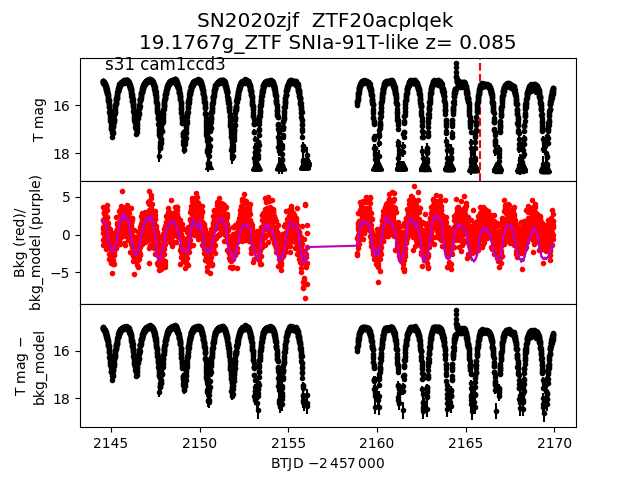 SN2020zjf  ZTF20acplqek
19.1767g_ZTF SNIa-91T-like z= 0.085
s31 cam1ccd3
T mag
16
18
Bkg (red)/
bkg_model (purple)
5
0
−5
T mag −
bkg_model
16
18
2145 2150 2155 2160 2165 2170
BTJD −2 457 000